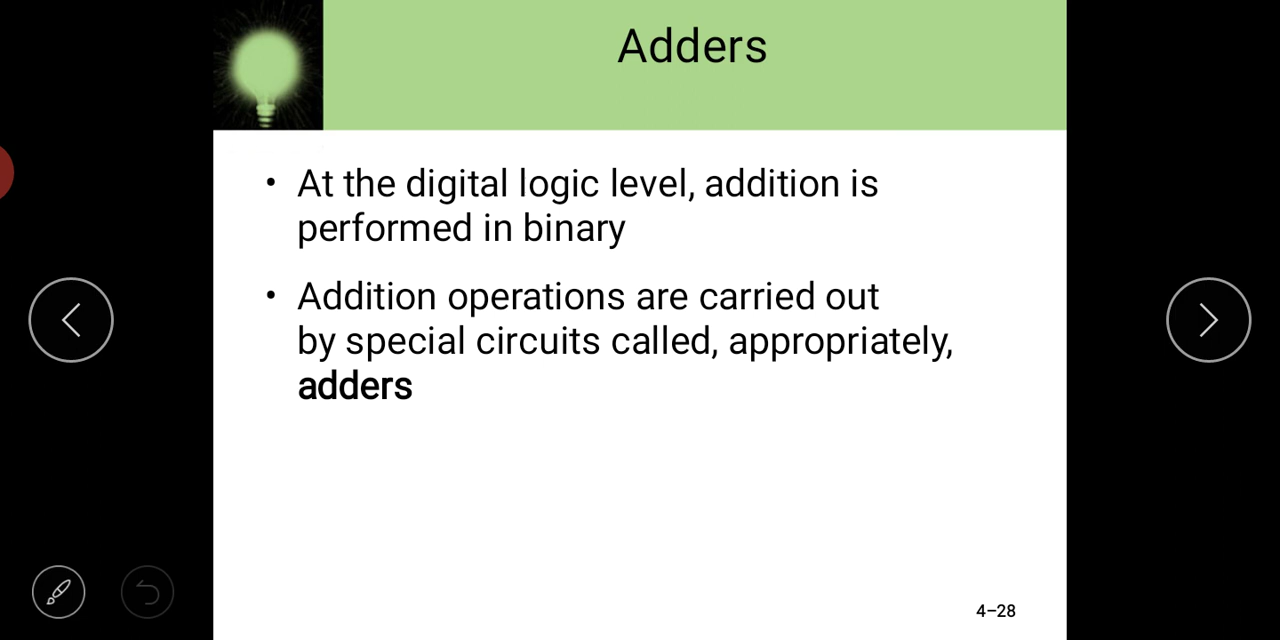 Adders
• At the digital logic level, addition is
performed in binary
• Addition operations are carried out
by special circuits called, appropriately,
adders
4–28